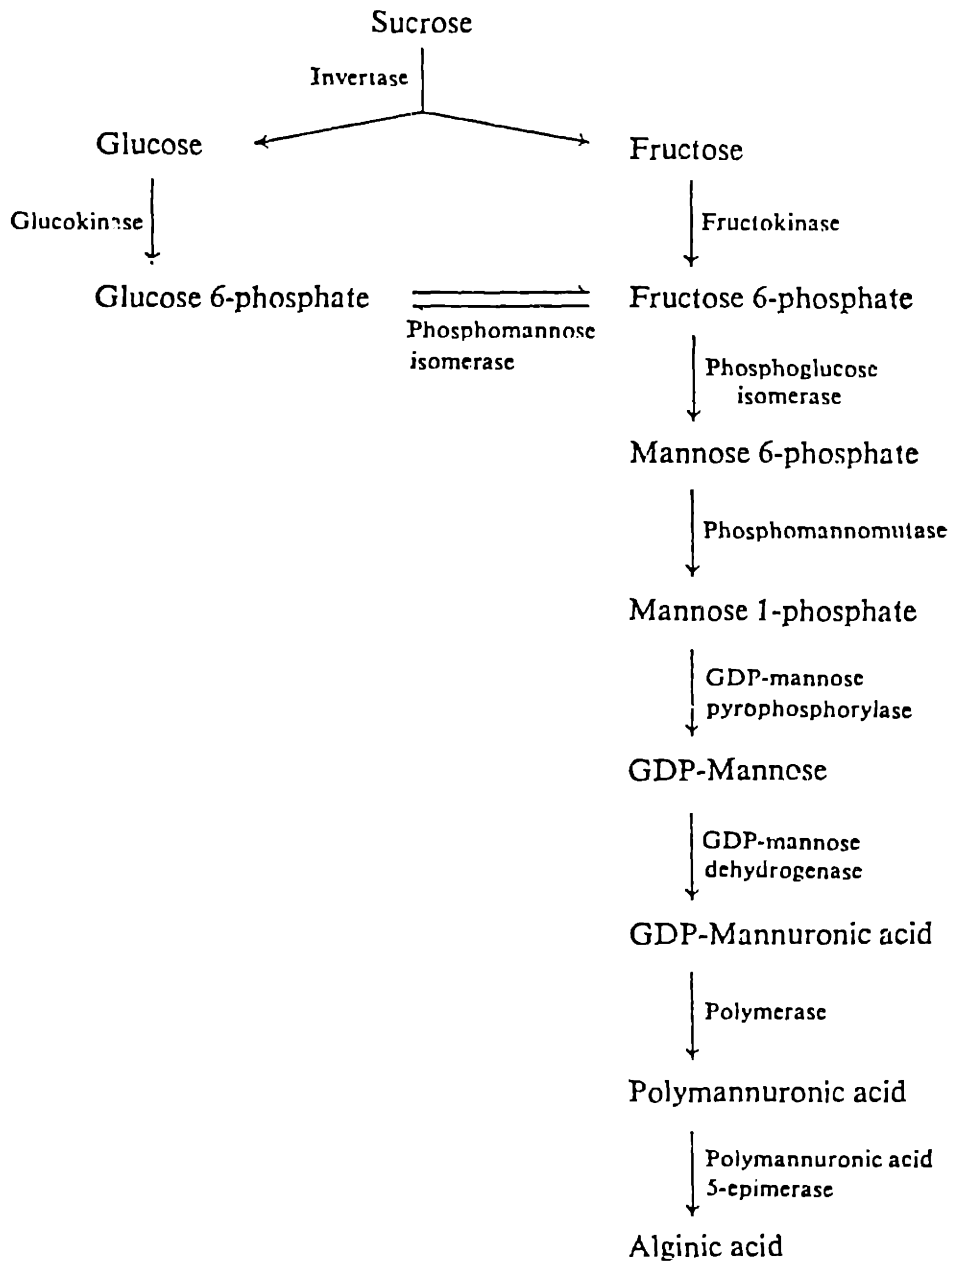 Sucrose
Invertase
Glucose
Fructose
Glucokinase
Fructokinase
Glucose 6-phosphate
Fructose 6-phosphate
Phosphomannose
isomerase
Phosphoglucose
isomerase
Mannose 6-phosphate
Phosphomannomutase
Mannose 1-phosphate
GDP-mannose
pyrophosphorylase
GDP-Mannose
GDP-mannose
dehydrogenase
GDP-Mannuronic acid
Polymerase
Polymannuronic acid
Polymannuronic acid
5-epimerase
Alginic acid